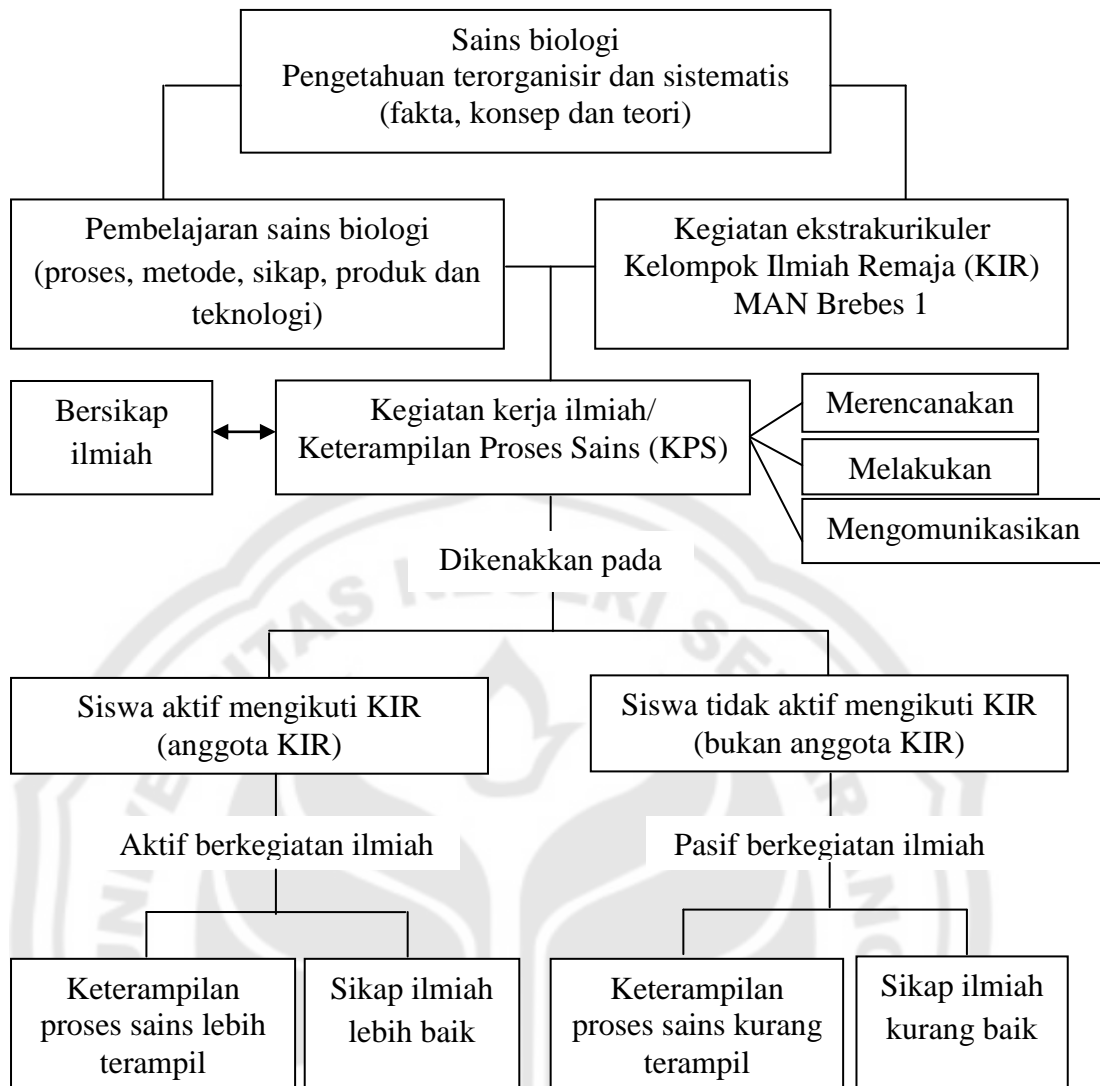 Sains biologi
Pengetahuan terorganisir dan sistematis
(fakta, konsep dan teori)
Pembelajaran sains biologi
(proses, metode, sikap, produk dan
teknologi)
Kegiatan ekstrakurikuler
Kelompok Ilmiah Remaja (KIR)
MAN Brebes 1
Bersikap
ilmiah
Kegiatan kerja ilmiah/
Keterampilan Proses Sains (KPS)
Merencanakan
Melakukan
Mengomunikasikan
Dikenakkan pada
Siswa aktif mengikuti KIR
(anggota KIR)
Siswa tidak aktif mengikuti KIR
(bukan anggota KIR)
Aktif berkegiatan ilmiah
Pasif berkegiatan ilmiah
Keterampilan
proses sains lebih
terampil
Sikap ilmiah
lebih baik
Keterampilan
proses sains kurang
terampil
Sikap ilmiah
kurang baik